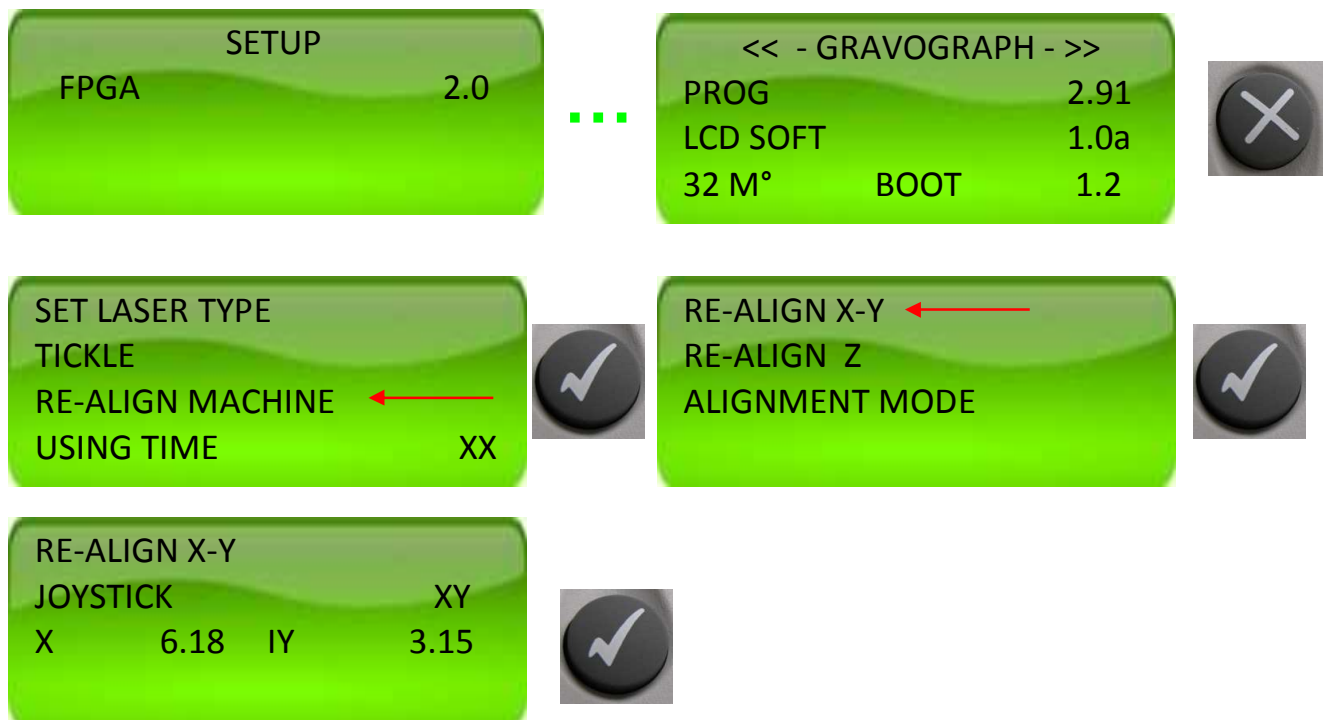 SETUP
FPGA 2.0
...
<< - GRAVOGRAPH - >>
PROG 2.91
LCD SOFT 1.0a
32 M° BOOT 1.2
SET LASER TYPE
TICKLE
RE-ALIGN MACHINE
USING TIME XX
RE-ALIGN X-Y
RE-ALIGN Z
ALIGNMENT MODE
RE-ALIGN X-Y
JOYSTICK XY
X 6.18 IY 3.15